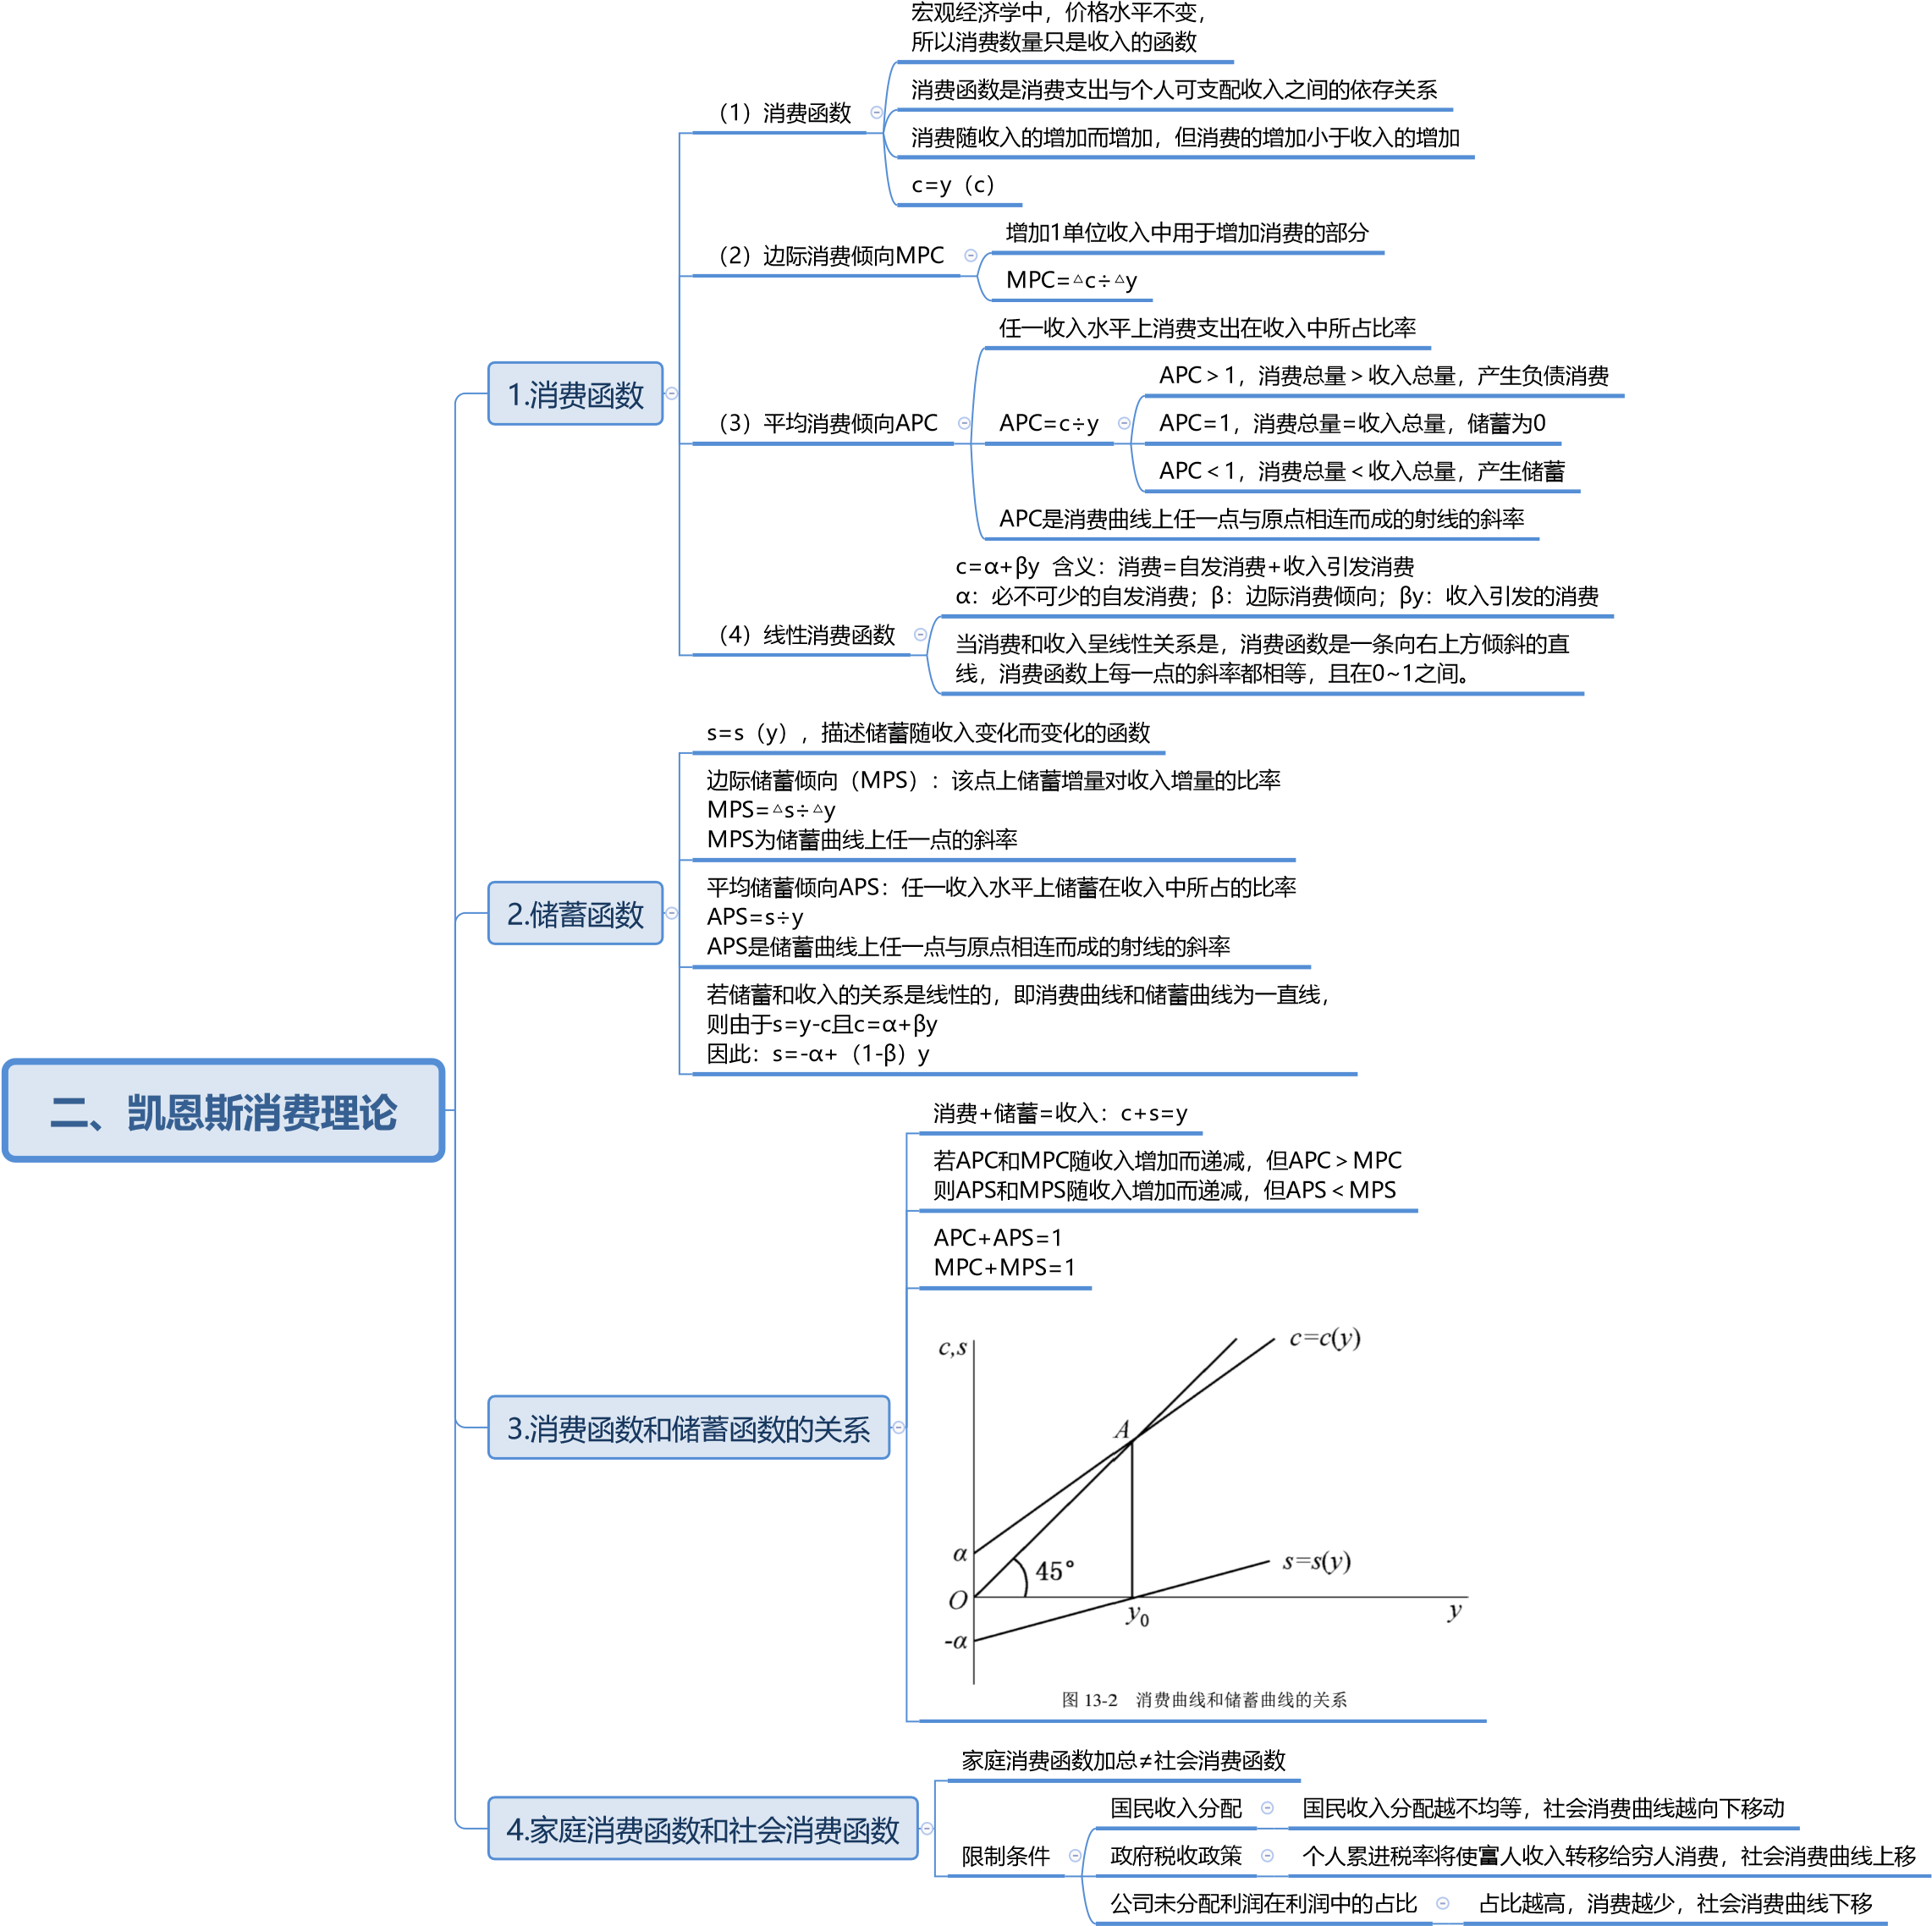 二、凯恩斯消费理论
1.消费函数
（1）消费函数
宏观经济学中，价格水平不变，
所以消费数量只是收入的函数
消费函数是消费支出与个人可支配收入之间的依存关系
消费随收入的增加而增加，但消费的增加小于收入的增加
c=y（c）
（2）边际消费倾向MPC
增加1单位收入中用于增加消费的部分
MPC=△c÷△y
（3）平均消费倾向APC
任一收入水平上消费支出在收入中所占比率
APC=c÷y
APC＞1，消费总量＞收入总量，产生负债消费
APC=1，消费总量=收入总量，储蓄为0
APC＜1，消费总量＜收入总量，产生储蓄
APC是消费曲线上任一点与原点相连而成的射线的斜率
（4）线性消费函数
c=α+βy 含义：消费=自发消费+收入引发消费
α：必不可少的自发消费；β：边际消费倾向；βy：收入引发的消费
当消费和收入呈线性关系是，消费函数是一条向右上方倾斜的直
线，消费函数上每一点的斜率都相等，且在0~1之间。
2.储蓄函数
s=s（y），描述储蓄随收入变化而变化的函数
边际储蓄倾向（MPS）：该点上储蓄增量对收入增量的比率
MPS=△s÷△y
MPS为储蓄曲线上任一点的斜率
平均储蓄倾向APS：任一收入水平上储蓄在收入中所占的比率
APS=s÷y
APS是储蓄曲线上任一点与原点相连而成的射线的斜率
若储蓄和收入的关系是线性的，即消费曲线和储蓄曲线为一直线，
则由于s=y-c且c=α+βy
因此：s=-α+（1-β）y
3.消费函数和储蓄函数的关系
消费+储蓄=收入：c+s=y
若APC和MPC随收入增加而递减，但APC＞MPC
则APS和MPS随收入增加而递减，但APS＜MPS
APC+APS=1
MPC+MPS=1
c,s
c=c(y)
A
α
45°
s=s(y)
O
y₀
y
-α
图 13-2 消费曲线和储蓄曲线的关系
4.家庭消费函数和社会消费函数
家庭消费函数加总≠社会消费函数
限制条件
国民收入分配
国民收入分配越不均等，社会消费曲线越向下移动
政府税收政策
个人累进税率将使富人收入转移给穷人消费，社会消费曲线上移
公司未分配利润在利润中的占比
占比越高，消费越少，社会消费曲线下移